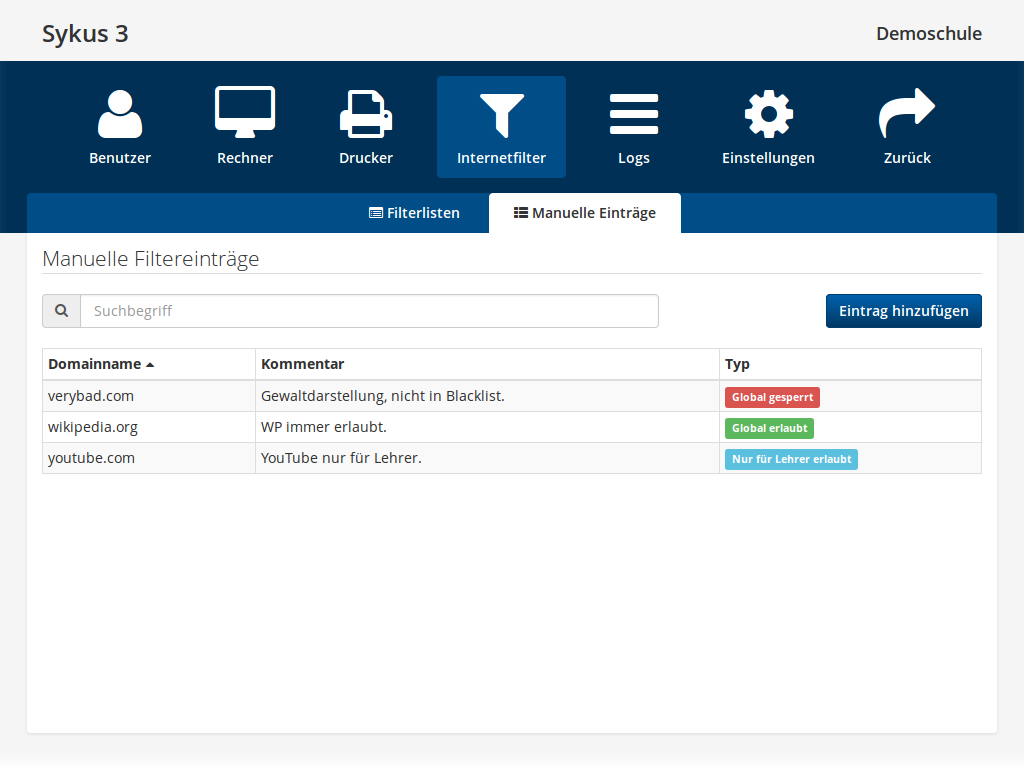 Sykus 3
Demoschule
Benutzer
Rechner
Drucker
Internetfilter
Logs
Einstellungen
Zurück
Filterlisten
Manuelle Einträge
Manuelle Filtereinträge
Suchbegriff
Eintrag hinzufügen
Domainname Kommentar Typ
verybad.com Gewaltdarstellung, nicht in Blacklist. Global gesperrt
wikipedia.org WP immer erlaubt. Global erlaubt
youtube.com YouTube nur für Lehrer. Nur für Lehrer erlaubt